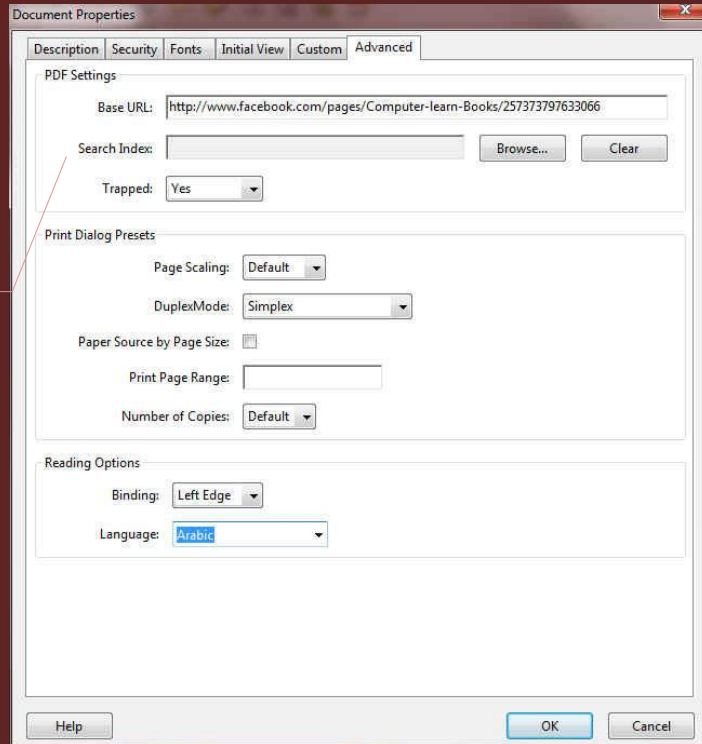 Document Properties
x
Description Security Fonts Initial View Custom Advanced
PDF Settings
Base URL: http://www.facebook.com/pages/Computer-learn-Books/257373797633066
Search Index: Browse... Clear
Trapped: Yes
Print Dialog Presets
Page Scaling: Default
DuplexMode: Simplex
Paper Source by Page Size:
Print Page Range:
Number of Copies: Default
Reading Options
Binding: Left Edge
Language: Arabic
Help OK Cancel